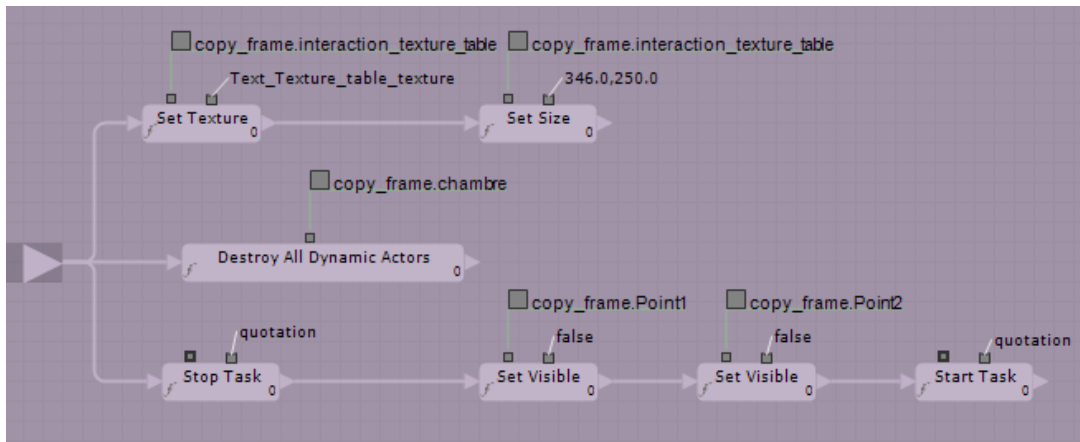 copy_frame.interaction_texture_table
copy_frame.interaction_texture_table
Text_Texture_table_texture
346.0,250.0
Set Texture
0
Set Size
0
copy_frame.chambre
Destroy All Dynamic Actors
0
copy_frame.Point1
copy_frame.Point2
quotation
false
false
quotation
Stop Task
0
Set Visible
0
Set Visible
0
Start Task
0